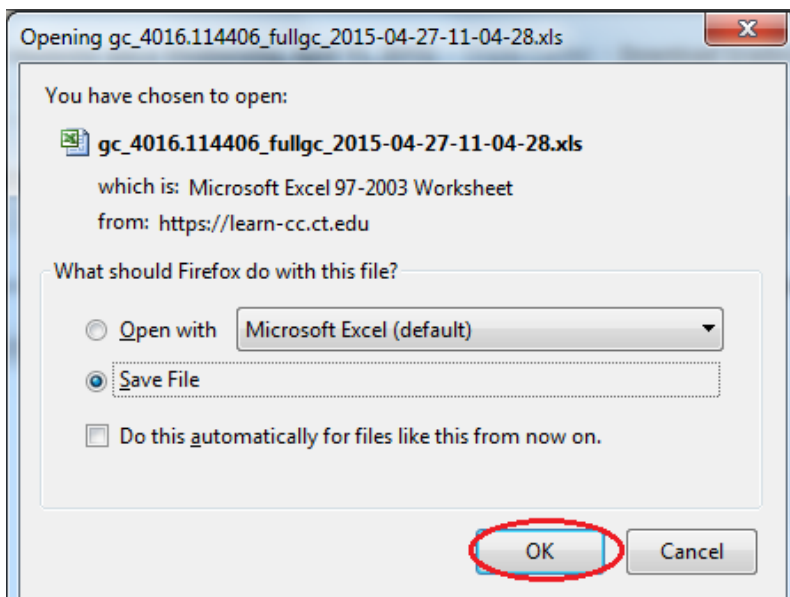 Opening gc_4016.114406_fullgc_2015-04-27-11-04-28.xls
You have chosen to open:
gc_4016.114406_fullgc_2015-04-27-11-04-28.xls
which is: Microsoft Excel 97-2003 Worksheet
from: https://learn-cc.ct.edu
What should Firefox do with this file?
Open with Microsoft Excel (default)
Save File
Do this automatically for files like this from now on.
OK Cancel